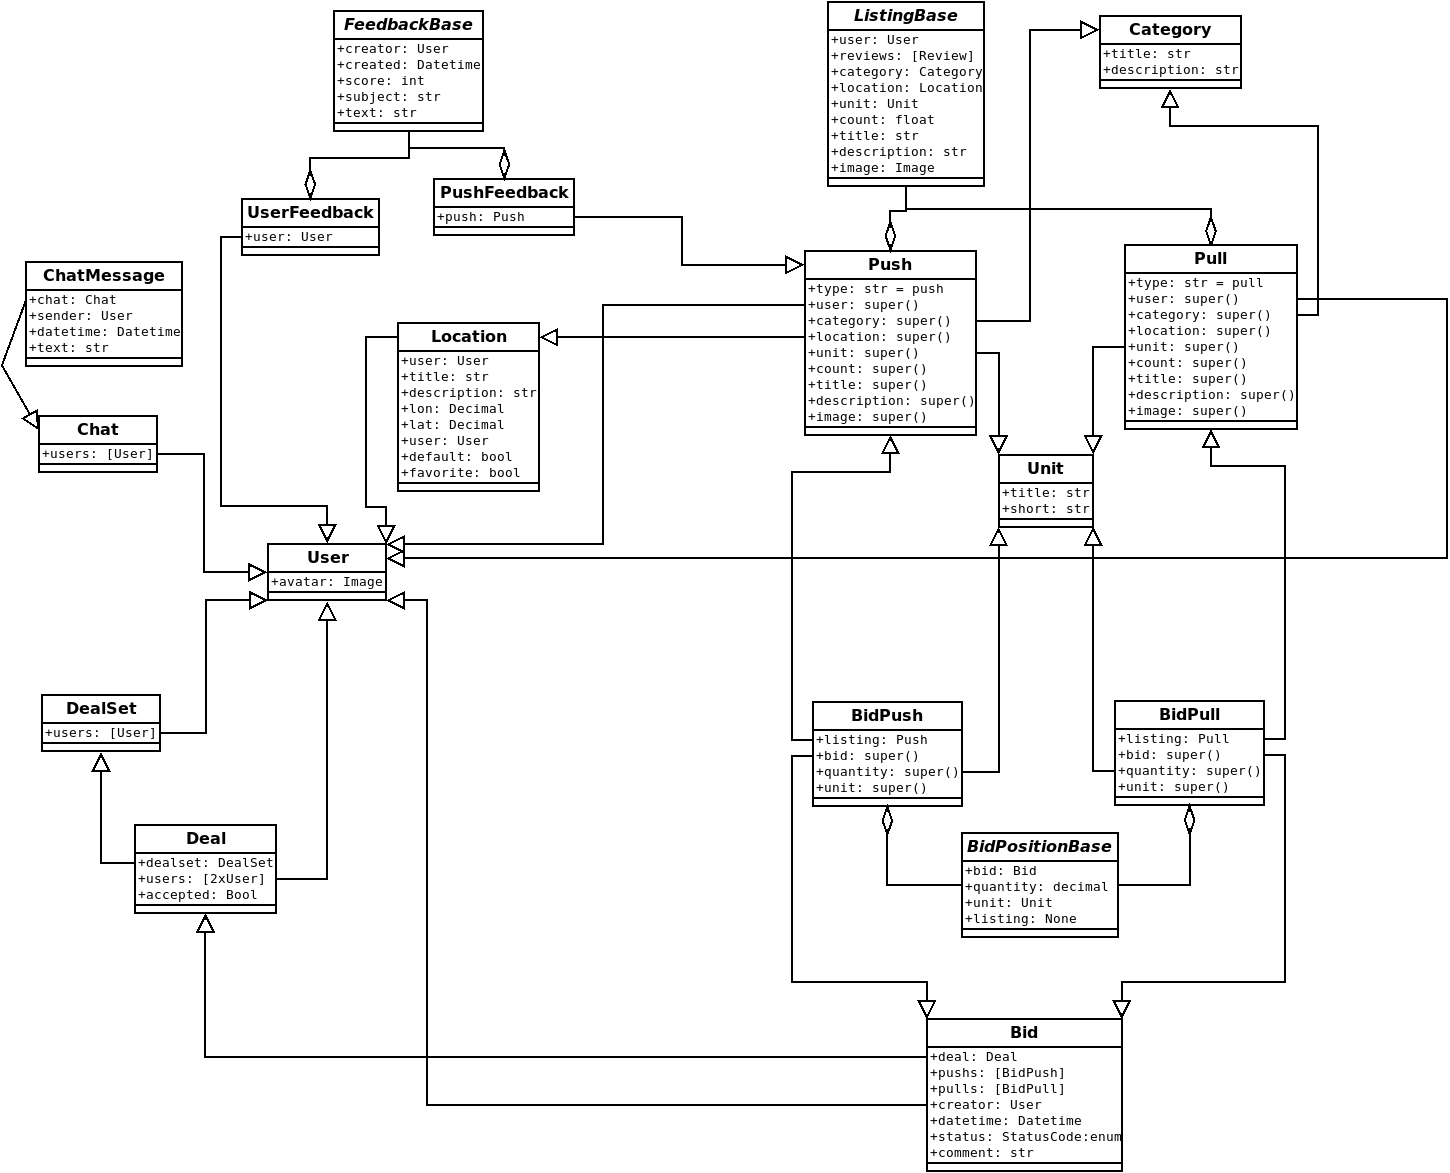 FeedbackBase
+creator: User
+created: Datetime
+score: int
+subject: str
+text: str
ListingBase
+user: User
+reviews: [Review]
+category: Category
+location: Location
+unit: Unit
+count: float
+title: str
+description: str
+image: Image
Category
+title: str
+description: str
UserFeedback
+user: User
PushFeedback
+push: Push
ChatMessage
+chat: Chat
+sender: User
+datetime: Datetime
+text: str
Location
+user: User
+title: str
+description: str
+lon: Decimal
+lat: Decimal
+user: User
+default: bool
+favorite: bool
Push
+type: str = push
+user: super()
+category: super()
+location: super()
+unit: super()
+count: super()
+title: super()
+description: super()
+image: super()
Pull
+type: str = pull
+user: super()
+category: super()
+location: super()
+unit: super()
+count: super()
+title: super()
+description: super()
+image: super()
Chat
+users: [User]
Unit
+title: str
+short: str
User
+avatar: Image
DealSet
+users: [User]
BidPush
+listing: Push
+bid: super()
+quantity: super()
+unit: super()
BidPull
+listing: Pull
+bid: super()
+quantity: super()
+unit: super()
Deal
+dealset: DealSet
+users: [2xUser]
+accepted: Bool
BidPositionBase
+bid: Bid
+quantity: decimal
+unit: Unit
+listing: None
Bid
+deal: Deal
+pushs: [BidPush]
+pulls: [BidPull]
+creator: User
+datetime: Datetime
+status: StatusCode:enum
+comment: str